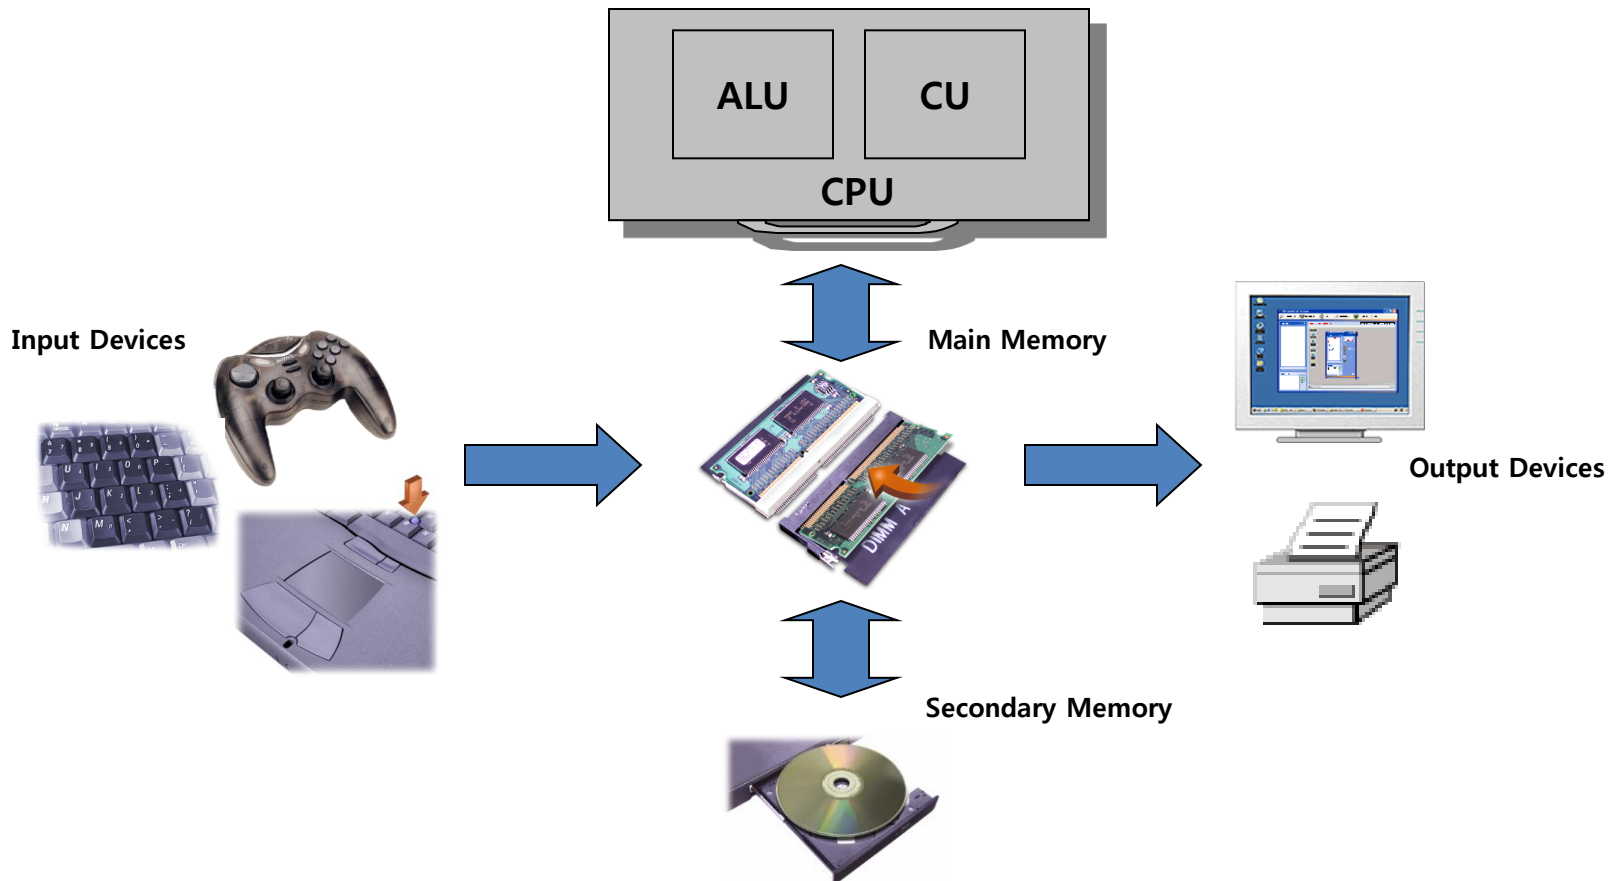 ALU
CU
CPU
Input Devices
Main Memory
DIMM A
Output Devices
Secondary Memory